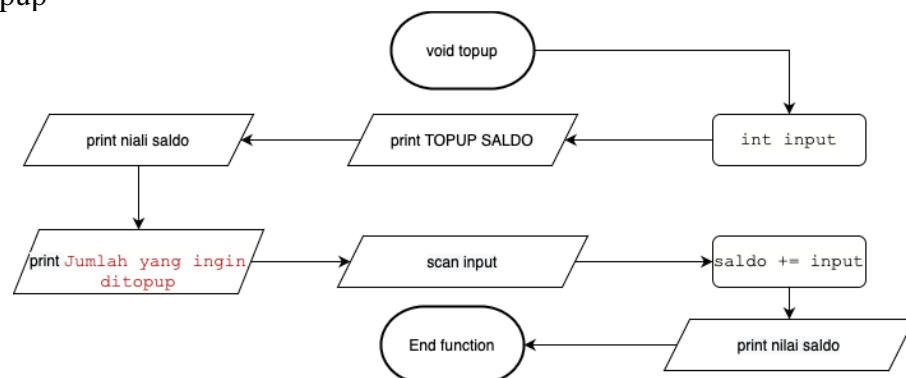 void topup
int input
print TOPUP SALDO
print niali saldo
print Jumlah yang ingin
ditopup
scan input
saldo += input
print nilai saldo
End function